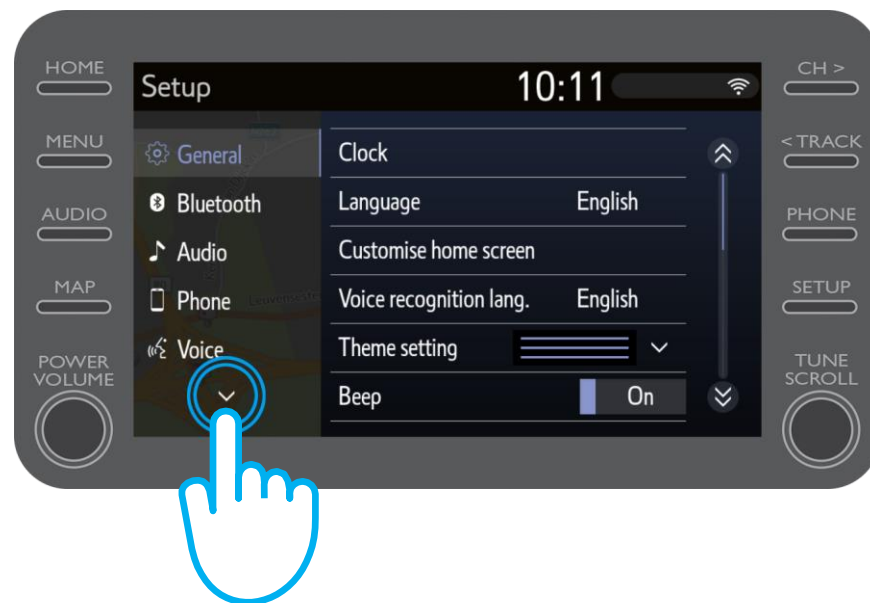 HOME
MENU
AUDIO
MAP
POWER
VOLUME
Setup 10:11
General
Bluetooth
Audio
Phone
Voice
Clock
Language English
Customise home screen
Voice recognition lang. English
Theme setting
Beep On
CH >
< TRACK
PHONE
SETUP
TUNE
SCROLL